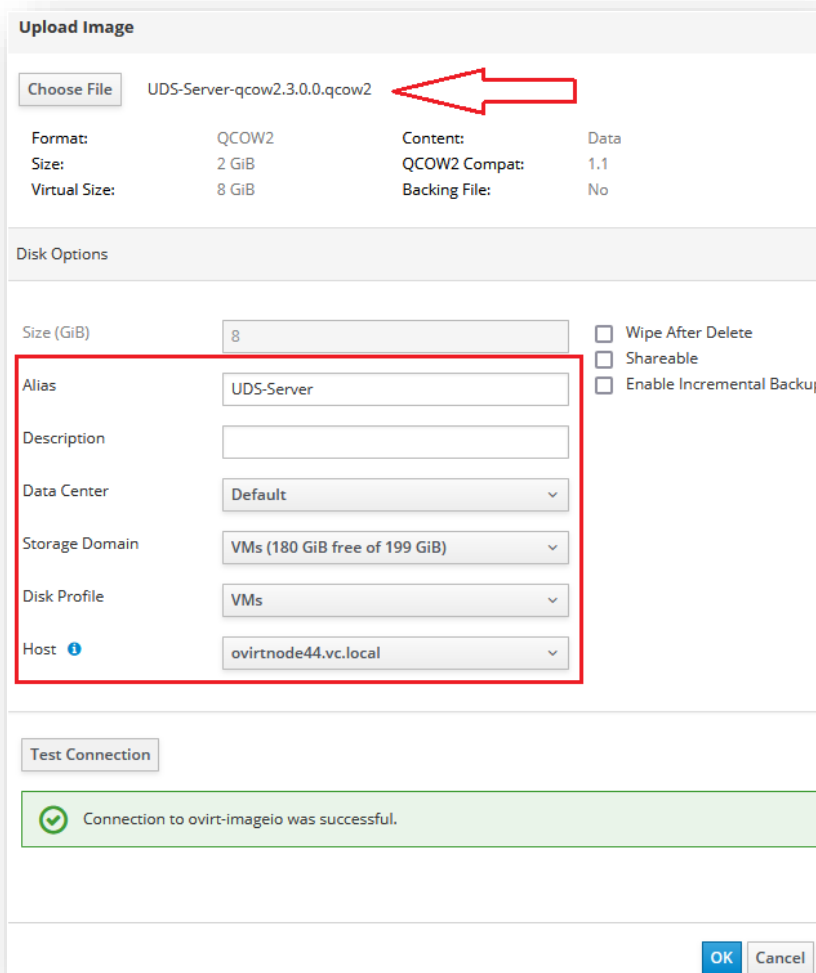 Upload Image
Choose File UDS-Server-qcow2.3.0.0.qcow2
Format: QCOW2 Content: Data
Size: 2 GiB QCOW2 Compat: 1.1
Virtual Size: 8 GiB Backing File: No
Disk Options
Size (GiB) 8 Wipe After Delete
Shareable
Alias UDS-Server Enable Incremental Backup
Description
Data Center Default
Storage Domain VMs (180 GiB free of 199 GiB)
Disk Profile VMs
Host ovirtnode44.vc.local
Test Connection
Connection to ovirt-imageio was successful.
OK Cancel